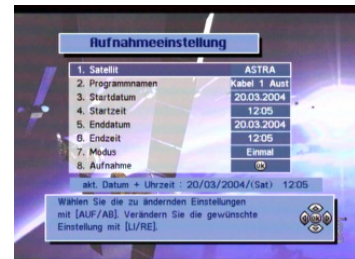 Aufnahmeeinstellung
1. Satellit ASTRA
2. Programmnamen Kabel 1 Aust
3. Startdatum 20.03.2004
4. Startzeit 12:05
5. Enddatum 20.03.2004
6. Endzeit 12:05
7. Modus Einmal
8. Aufnahme OK
akt. Datum + Uhrzeit : 20/03/2004/(Sat) 12:05
Wählen Sie die zu ändernden Einstellungen
mit [AUF/AB]. Verändern Sie die gewünschte
Einstellung mit [LI/RE].
OK